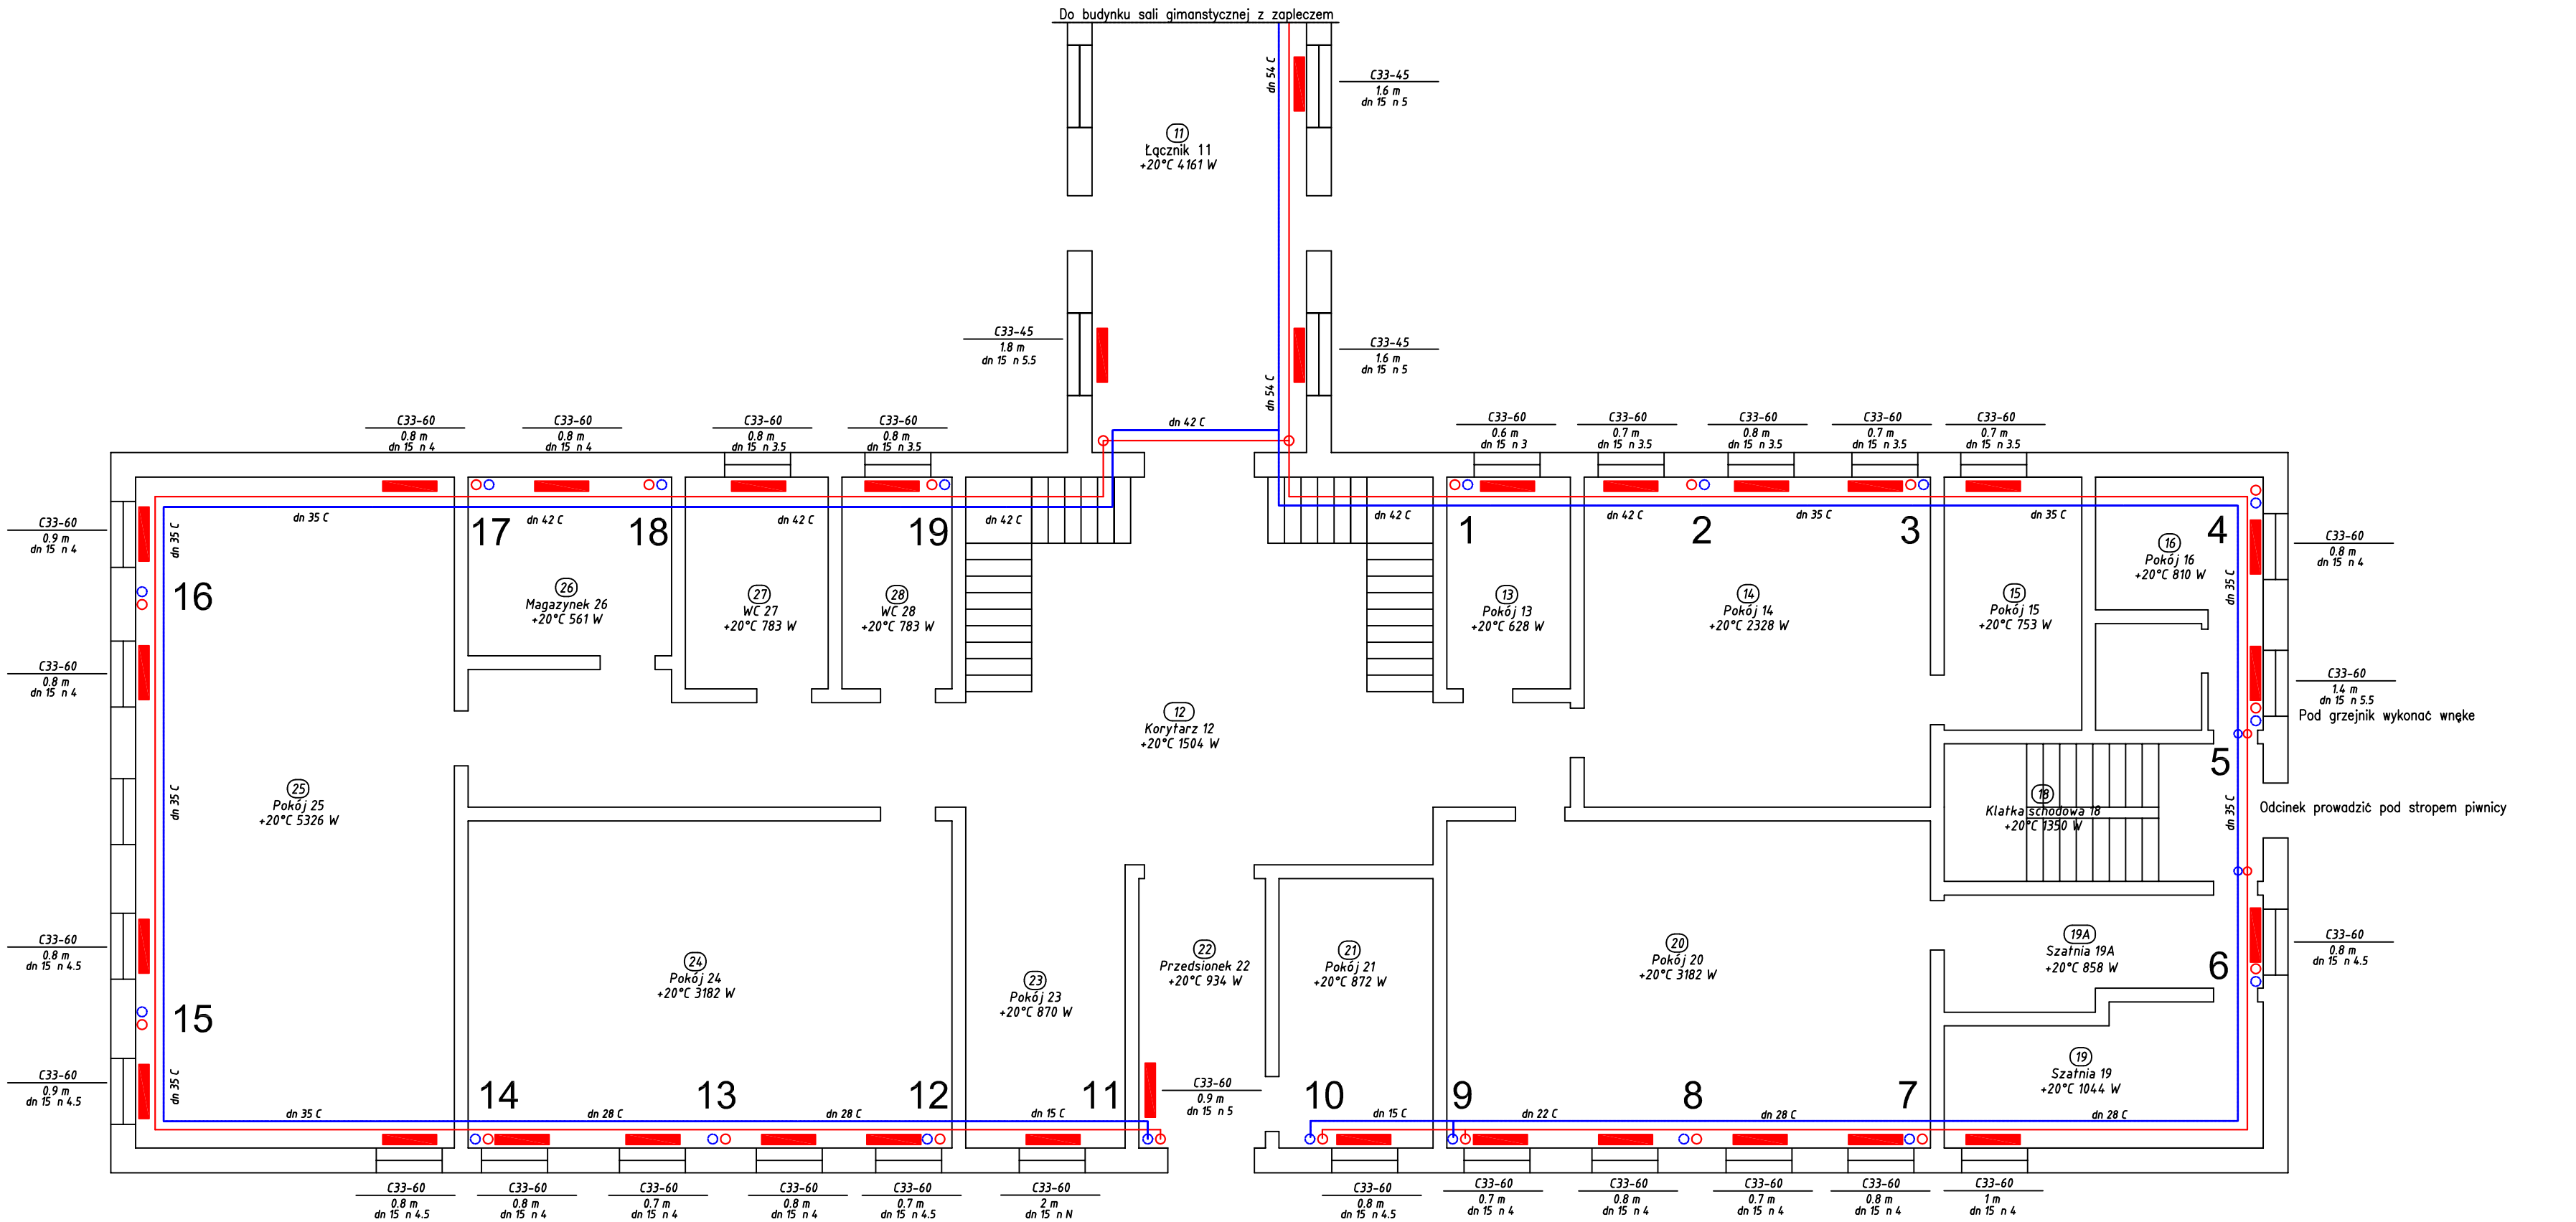 Do budynku sali gimanstycznej z zapleczem
dn 54 C
C33-45
1.6 m
dn 15 n 5
11
Łącznik 11
+20°C 4161 W
C33-45
1.8 m
dn 15 n 5.5
C33-45
1.6 m
dn 15 n 5
dn 54 C
dn 42 C
C33-60
0.8 m
dn 15 n 4
C33-60
0.8 m
dn 15 n 4
C33-60
0.8 m
dn 15 n 3.5
C33-60
0.8 m
dn 15 n 3.5
C33-60
0.6 m
dn 15 n 3
C33-60
0.7 m
dn 15 n 3.5
C33-60
0.8 m
dn 15 n 3.5
C33-60
0.7 m
dn 15 n 3.5
C33-60
0.7 m
dn 15 n 3.5
dn 35 C
dn 42 C
dn 42 C
dn 42 C
dn 42 C
dn 42 C
dn 35 C
dn 35 C
17
18
19
1
2
3
4
C33-60
0.9 m
dn 15 n 4
dn 35 C
C33-60
0.8 m
dn 15 n 4
16
26
Magazynek 26
+20°C 561 W
27
WC 27
+20°C 783 W
28
WC 28
+20°C 783 W
13
Pokój 13
+20°C 628 W
14
Pokój 14
+20°C 2328 W
15
Pokój 15
+20°C 753 W
16
Pokój 16
+20°C 810 W
dn 35 C
C33-60
0.8 m
dn 15 n 4
C33-60
1.4 m
dn 15 n 5.5
Pod grzejnik wykonać wnękę
12
Korytarz 12
+20°C 1504 W
5
25
Pokój 25
+20°C 5326 W
dn 35 C
18
Klatka schodowa 18
+20°C 1350 W
dn 35 C
Odcinek prowadzić pod stropem piwnicy
C33-60
0.8 m
dn 15 n 4.5
24
Pokój 24
+20°C 3182 W
23
Pokój 23
+20°C 870 W
22
Przedsionek 22
+20°C 934 W
21
Pokój 21
+20°C 872 W
20
Pokój 20
+20°C 3182 W
19A
Szatnia 19A
+20°C 858 W
6
C33-60
0.8 m
dn 15 n 4.5
15
C33-60
0.9 m
dn 15 n 4.5
dn 35 C
19
Szatnia 19
+20°C 1044 W
C33-60
0.9 m
dn 15 n 5
14
13
12
11
10
9
8
7
dn 35 C
dn 28 C
dn 28 C
dn 15 C
dn 15 C
dn 22 C
dn 28 C
dn 28 C
C33-60
0.8 m
dn 15 n 4.5
C33-60
0.8 m
dn 15 n 4
C33-60
0.7 m
dn 15 n 4
C33-60
0.8 m
dn 15 n 4
C33-60
0.7 m
dn 15 n 4.5
C33-60
2 m
dn 15 n N
C33-60
0.8 m
dn 15 n 4.5
C33-60
0.7 m
dn 15 n 4
C33-60
0.8 m
dn 15 n 4
C33-60
0.7 m
dn 15 n 4
C33-60
0.8 m
dn 15 n 4
C33-60
1 m
dn 15 n 4